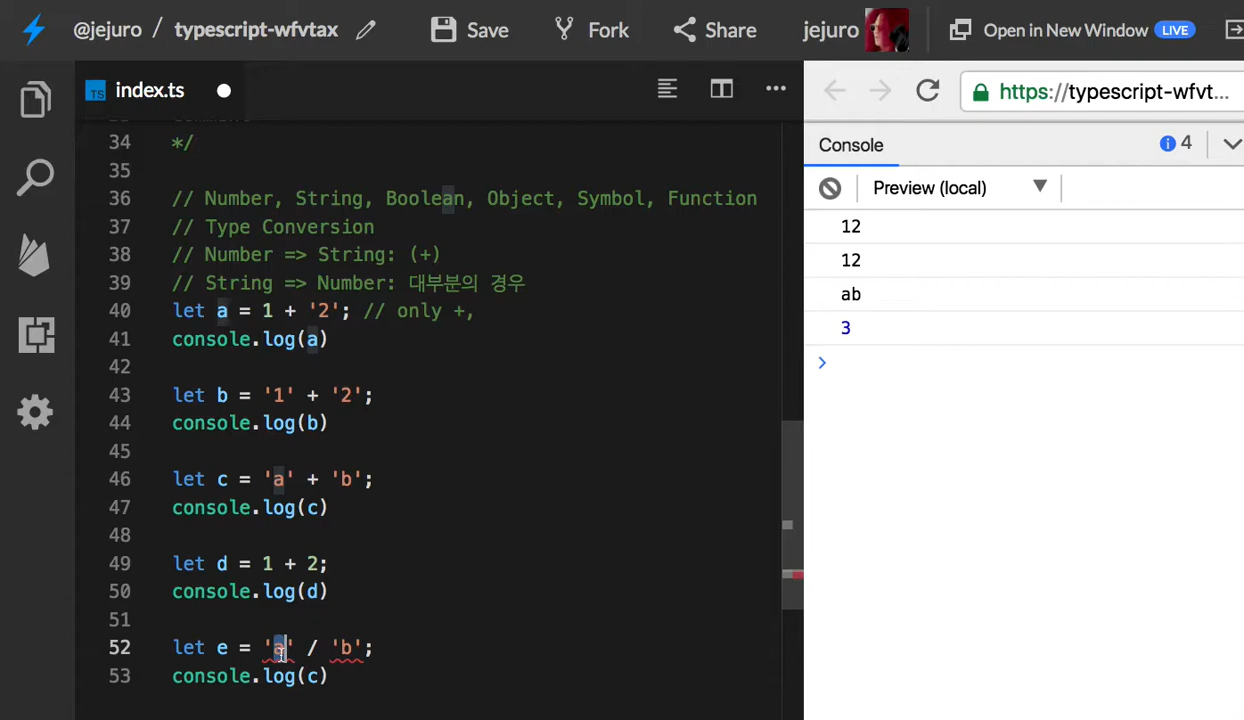 @jejuro / typescript-wfvtax Save Fork Share jejuro Open in New Window LIVE
TS index.ts
https://typescript-wfvt...
Console 4
Preview (local)
34 */
35
36 // Number, String, Boolean, Object, Symbol, Function
37 // Type Conversion
38 // Number => String: (+)
39 // String => Number: 대부분의 경우
40 let a = 1 + '2'; // only +,
41 console.log(a)
42
43 let b = '1' + '2';
44 console.log(b)
45
46 let c = 'a' + 'b';
47 console.log(c)
48
49 let d = 1 + 2;
50 console.log(d)
51
52 let e = 'a' / 'b';
53 console.log(c)
12
12
ab
3
>